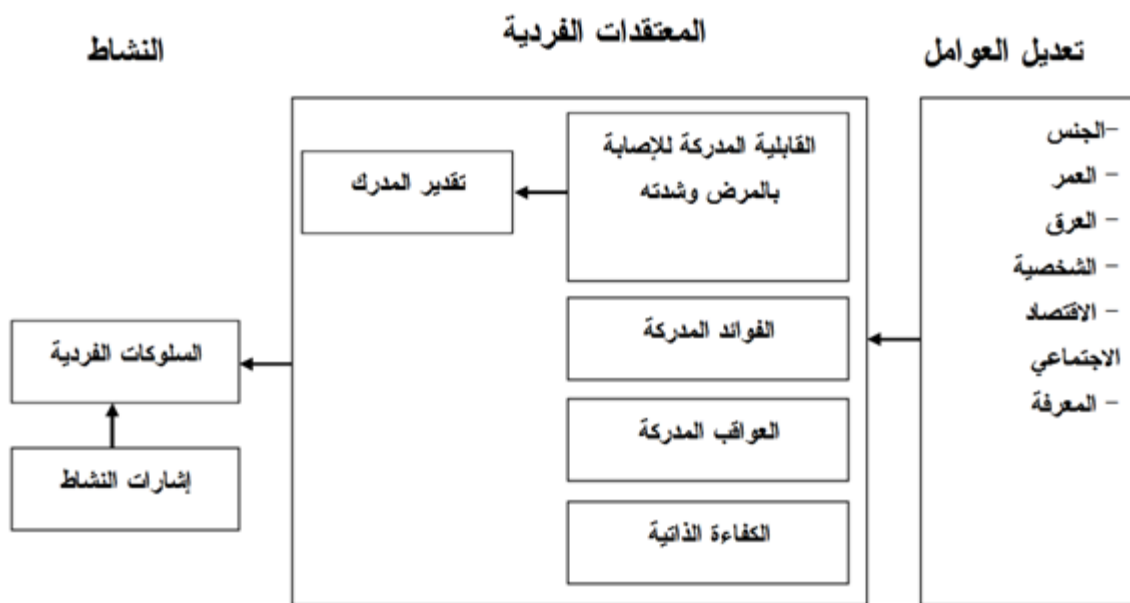 تعديل العوامل
المعتقدات الفردية
النشاط
-الجنس
- العمر
- العرق
- الشخصية
- الاقتصاد
الاجتماعي
- المعرفة
القابلية المدركة للإصابة
بالمرض وشدته
تقدير المدرك
الفوائد المدركة
العواقب المدركة
الكفاءة الذاتية
السلوكات الفردية
إشارات النشاط